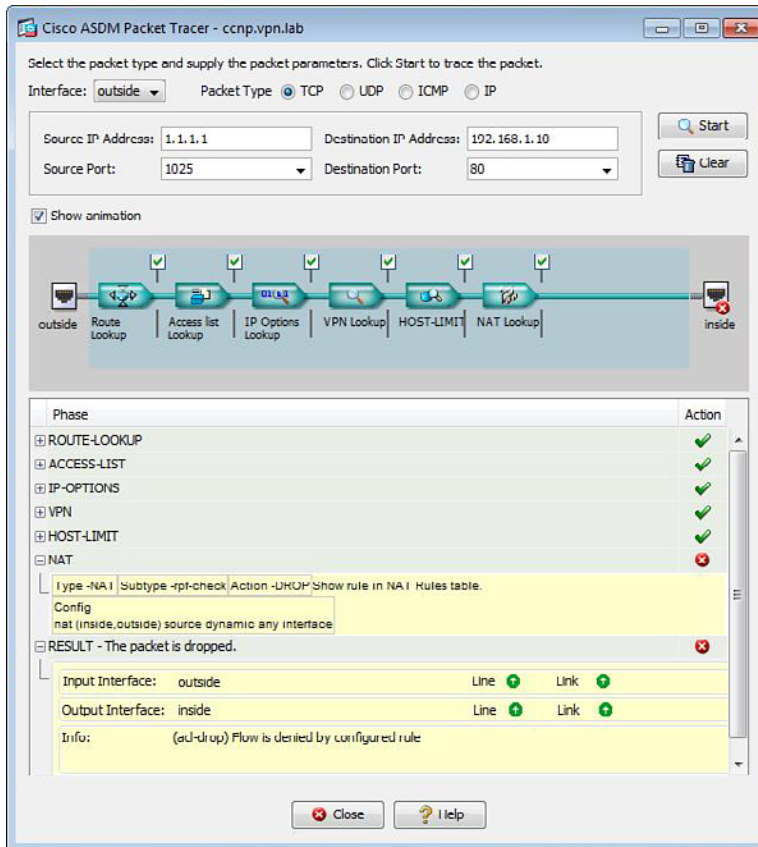 Cisco ASDM Packet Tracer - ccnp.vpn.lab
Select the packet type and supply the packet parameters. Click Start to trace the packet.
Interface: outside Packet Type TCP UDP ICMP IP
Source IP Address: 1.1.1.1 Destination IP Address: 192.168.1.10
Source Port: 1025 Destination Port: 80
Start
Clear
Show animation
outside
Route Lookup
Access list Lookup
IP Options Lookup
VPN Lookup
HOST-LIMIT
NAT Lookup
inside
Phase Action
ROUTE-LOOKUP
ACCESS-LIST
IP-OPTIONS
VPN
HOST-LIMIT
NAT
Type -NAT Subtype -rpf-check Action -DROP Show rule in NAT Rules table.
Config
nat (inside,outside) source dynamic any interface
RESULT - The packet is dropped.
Input Interface: outside Line Link
Output Interface: inside Line Link
Info: (acl-drop) Flow is denied by configured rule
Close Help